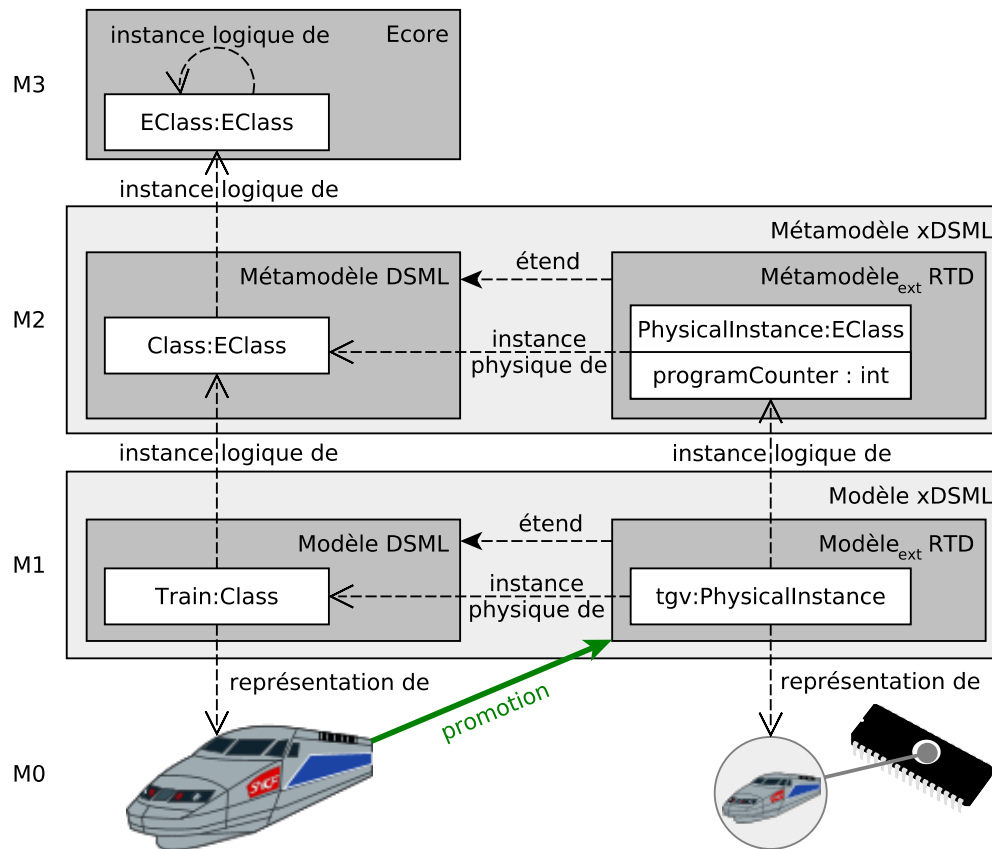 instance logique de
Ecore
M3
EClass:EClass
instance logique de
Métamodèle xDSML
Métamodèle DSML
étend
Métamodèle ext RTD
M2
Class:EClass
instance
physique de
PhysicalInstance:EClass
programCounter : int
instance logique de
instance logique de
Modèle xDSML
Modèle DSML
étend
Modèle ext RTD
M1
Train:Class
instance
physique de
tgv:PhysicalInstance
représentation de
promotion
représentation de
M0
SNCF